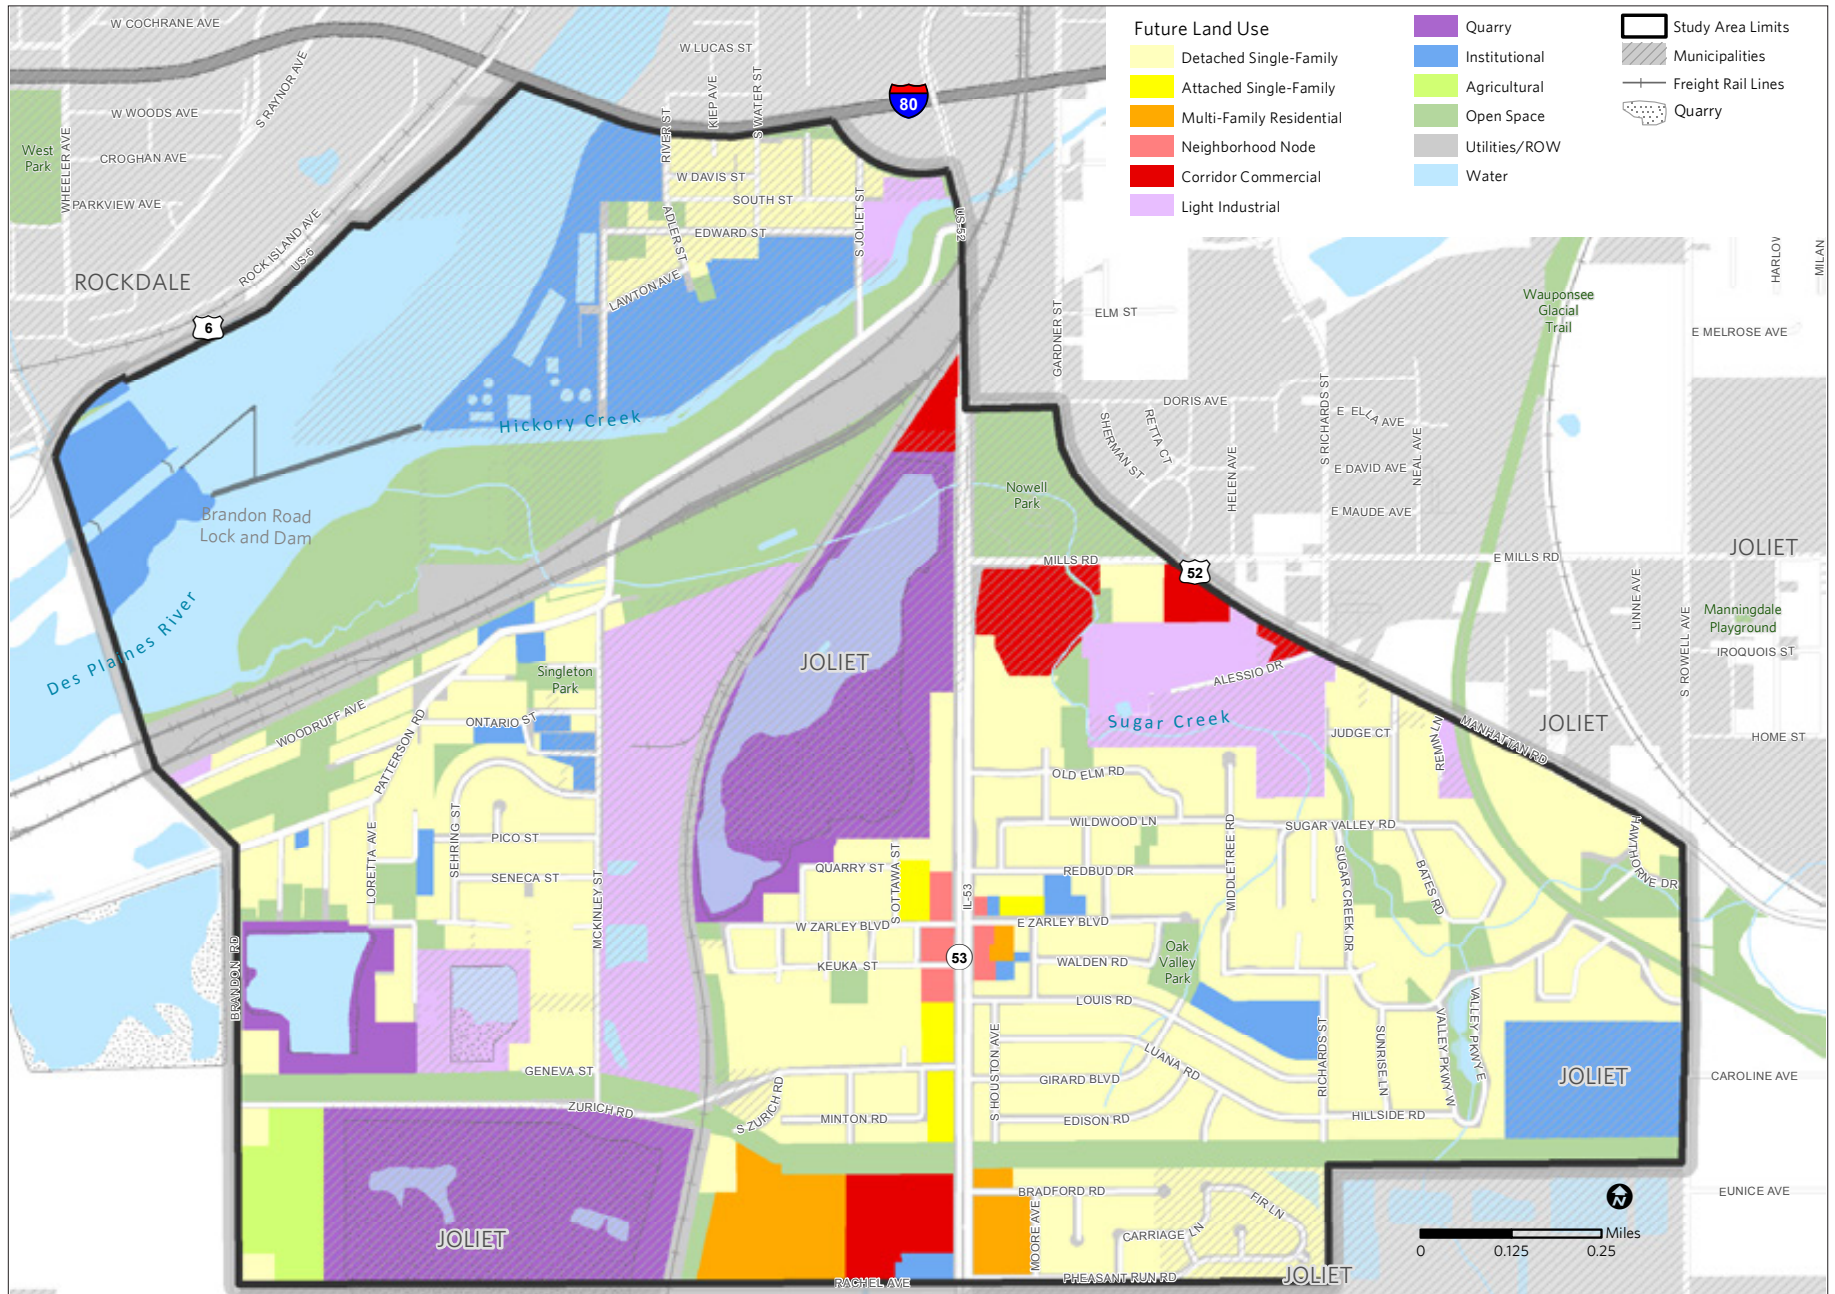 W COCHRANE AVE
W LUCAS ST
S RAYNOR AVE
KIEP AVE
S WATER ST
RIVER ST
W WOODS AVE
CROGHAN AVE
West
Park
WHEELER AVE
PARKVIEW AVE
ROCK ISLAND AVE
US-6
ROCKDALE
6
80
Future Land Use
Detached Single-Family
Attached Single-Family
Multi-Family Residential
Neighborhood Node
Corridor Commercial
Light Industrial
Quarry
Institutional
Agricultural
Open Space
Utilities/ROW
Water
Study Area Limits
Municipalities
Freight Rail Lines
Quarry
W DAVIS ST
SOUTH ST
ADLER ST
EDWARD ST
S JOLIET ST
LAWTON AVE
US-52
Hickory Creek
Brandon Road
Lock and Dam
Des Plaines River
GARDNER ST
ELM ST
Wauponsee
Glacial
Trail
HARLOW
MILAN
E MELROSE AVE
DORIS AVE
SHERMAN ST
RETTA CT
HELEN AVE
S RICHARDS ST
E ELLA AVE
E DAVID AVE
NEAL AVE
E MAUDE AVE
Nowell
Park
MILLS RD
52
E MILLS RD
JOLIET
LINNE AVE
S ROWELL AVE
Manningdale
Playground
IROQUOIS ST
JOLIET
HOME ST
JOLIET
ALESSIO DR
Sugar Creek
JUDGE CT
REMIN LN
MANHATTAN RD
Singleton
Park
WOODRUFF AVE
PATTERSON RD
ONTARIO ST
SEHRING ST
PICO ST
LORETTA AVE
SENECA ST
MCKINLEY ST
QUARRY ST
S OTTAWA ST
OLD ELM RD
WILDWOOD LN
MIDDLETREE RD
SUGAR VALLEY RD
REDBUD DR
IL-53
SUGAR CREEK DR
BATES RD
HAWTHORNE DR
W ZARLEY BLVD
E ZARLEY BLVD
53
KEUKA ST
WALDEN RD
Oak
Valley
Park
LOUIS RD
BRANDON RD
GENEVA ST
ZURICH RD
S ZURICH RD
MINTON RD
S HOUSTON AVE
GIRARD BLVD
LUANA RD
EDISON RD
RICHARDS ST
SUNRISE LN
VALLEY PKWY W
VALLEY PKWY E
HILLSIDE RD
JOLIET
CAROLINE AVE
EUNICE AVE
BRADFORD RD
MOORE AVE
CARRIAGE LN
FIR LN
PHEASANT RUN RD
RACHEL AVE
JOLIET
JOLIET
N
0
0.125
0.25
Miles